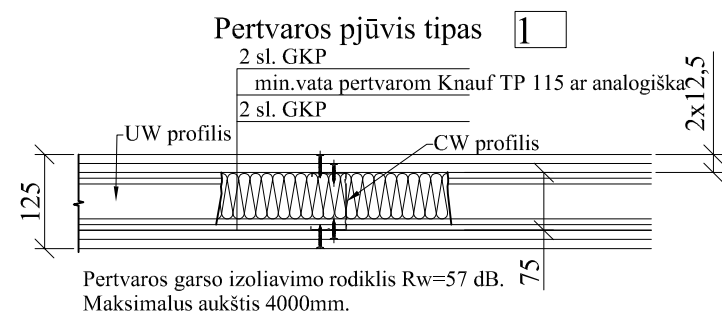 Pertvaros pjūvis tipas 1
2 sl. GKP
min.vata pertvarom Knauf TP 115 ar analogiška
2 sl. GKP
2x12,5
UW profilis
CW profilis
125
75
Pertvaros garso izoliavimo rodiklis Rw=57 dB.
Maksimalus aukštis 4000mm.